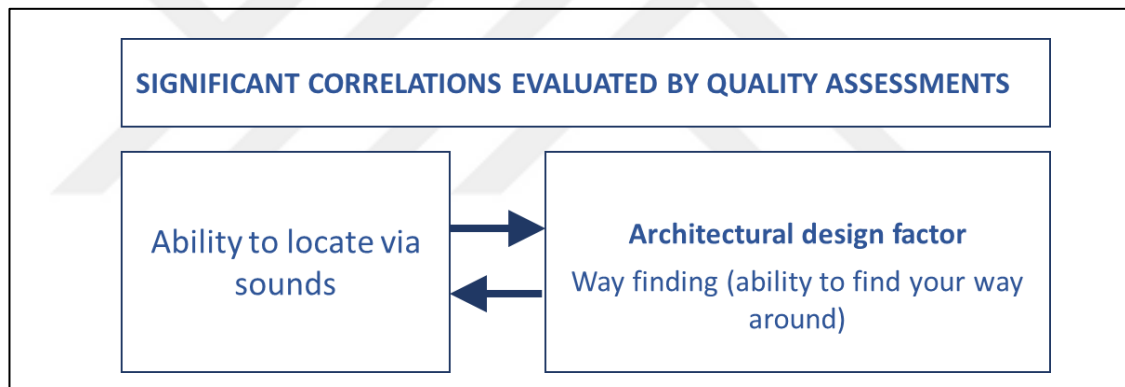 SIGNIFICANT CORRELATIONS EVALUATED BY QUALITY ASSESSMENTS
Ability to locate via
sounds
Architectural design factor
Way finding (ability to find your way
around)